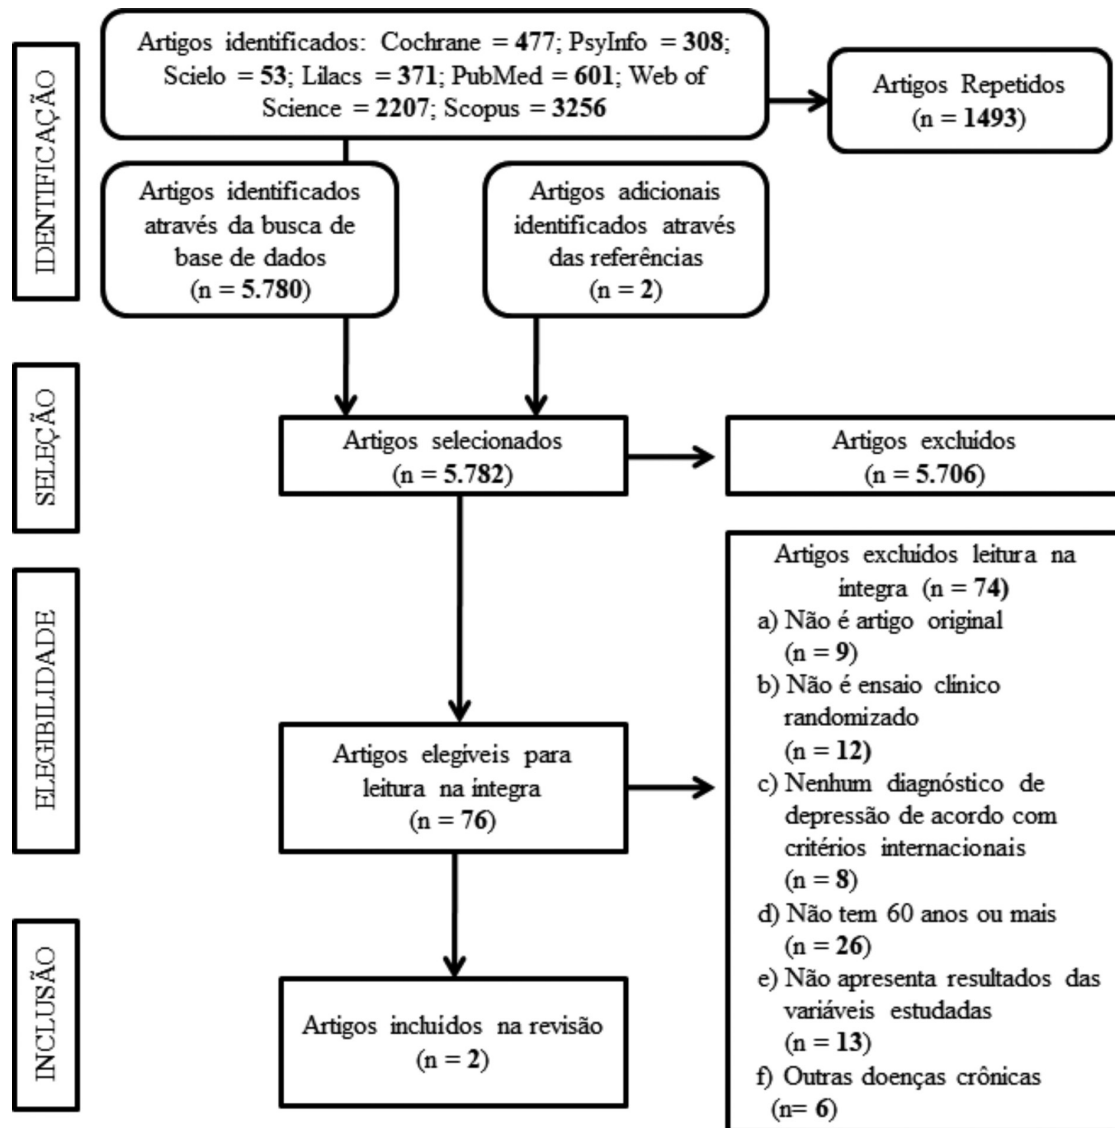 IDENTIFICAÇÃO
Artigos identificados: Cochrane = 477; PsyInfo = 308;
Scielo = 53; Lilacs = 371; PubMed = 601; Web of
Science = 2207; Scopus = 3256
Artigos Repetidos
(n = 1493)
Artigos identificados
através da busca de
base de dados
(n = 5.780)
Artigos adicionais
identificados através
das referências
(n = 2)
SELEÇÃO
Artigos selecionados
(n = 5.782)
Artigos excluídos
(n = 5.706)
ELEGIBILIDADE
Artigos elegíveis para
leitura na íntegra
(n = 76)
Artigos excluídos leitura na
íntegra (n = 74)
a) Não é artigo original
(n = 9)
b) Não é ensaio clínico
randomizado
(n = 12)
c) Nenhum diagnóstico de
depressão de acordo com
critérios internacionais
(n = 8)
d) Não tem 60 anos ou mais
(n = 26)
e) Não apresenta resultados das
variáveis estudadas
(n = 13)
f) Outras doenças crônicas
(n= 6)
INCLUSÃO
Artigos incluídos na revisão
(n = 2)